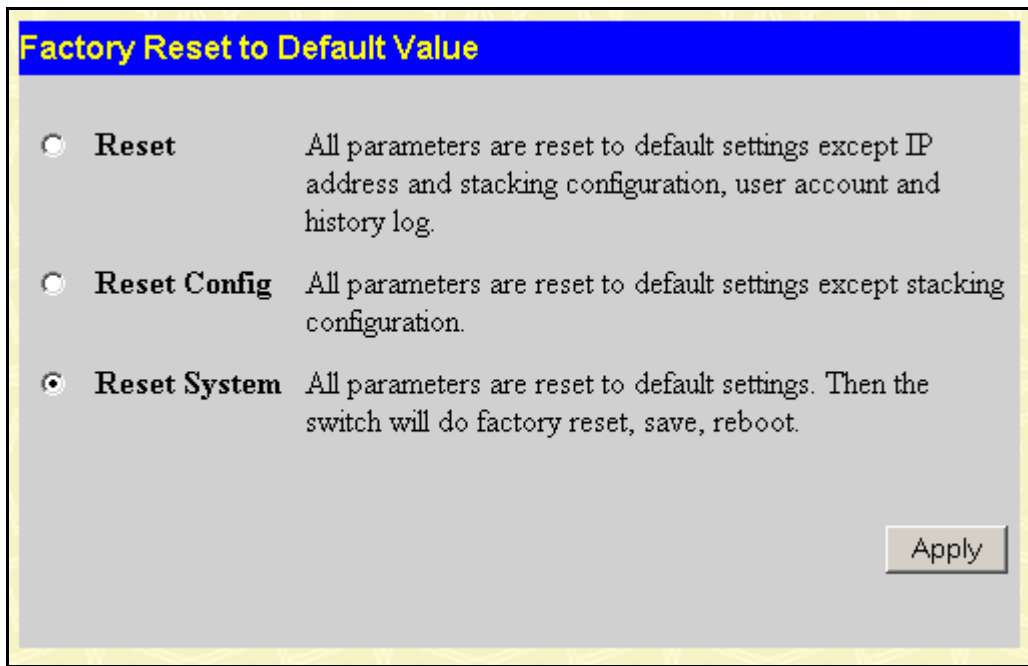 Factory Reset to Default Value
Reset
All parameters are reset to default settings except IP
address and stacking configuration, user account and
history log.
Reset Config
All parameters are reset to default settings except stacking
configuration.
Reset System
All parameters are reset to default settings. Then the
switch will do factory reset, save, reboot.
Apply